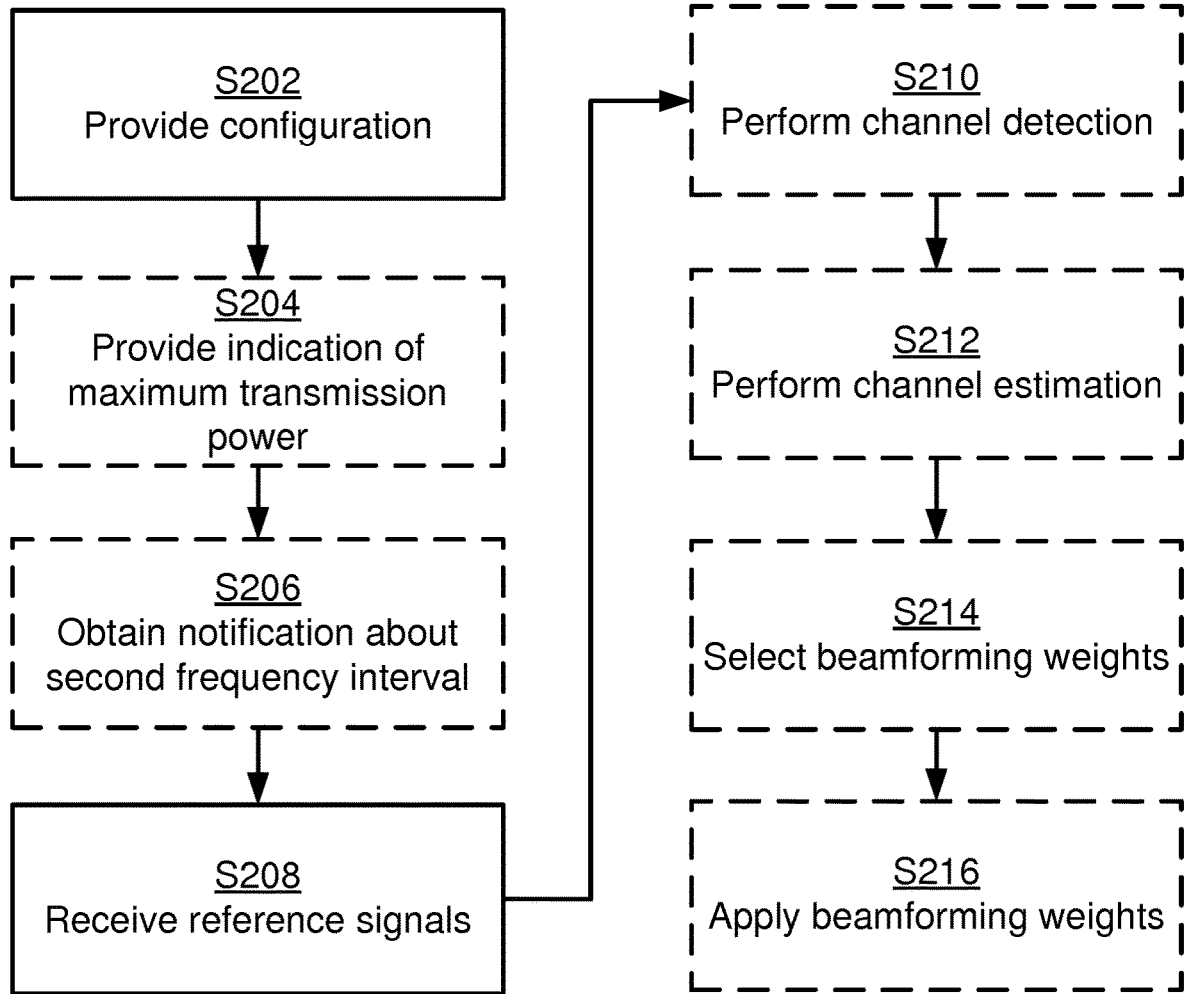 S202
Provide configuration
S204
Provide indication of
maximum transmission
power
S206
Obtain notification about
second frequency interval
S208
Receive reference signals
S210
Perform channel detection
S212
Perform channel estimation
S214
Select beamforming weights
S216
Apply beamforming weights